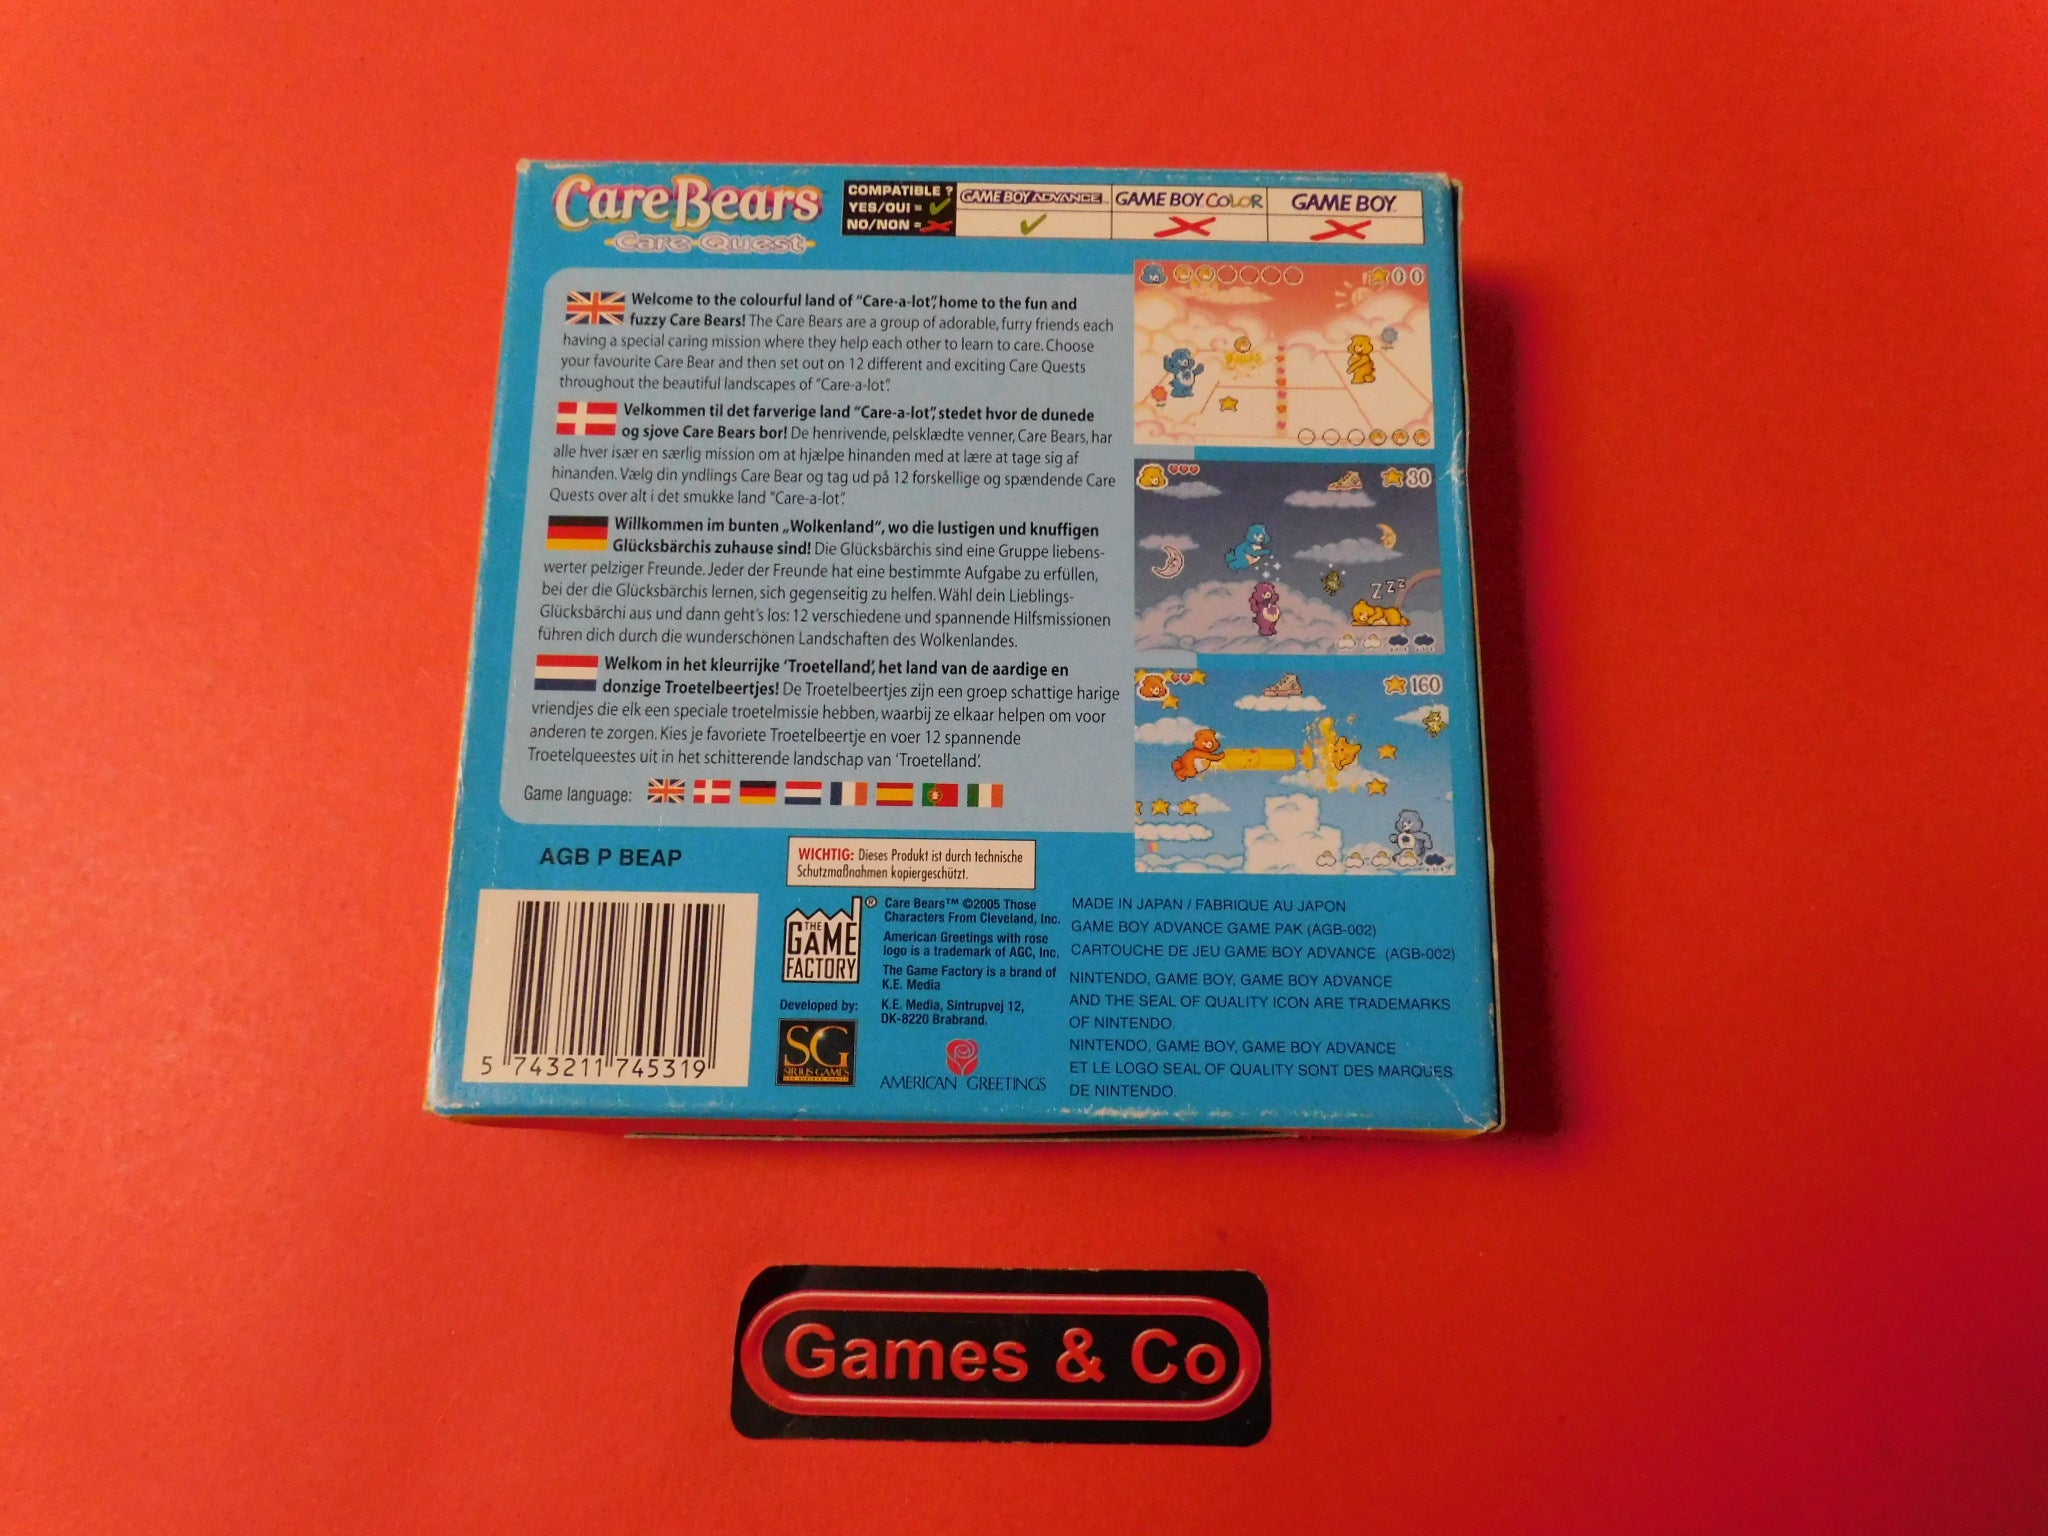 Care Bears™
Care Quest
COMPATIBLE ?
YES/OUI =
NO/NON =
GAME BOY ADVANCE™
GAME BOY COLOR
GAME BOY™
Welcome to the colourful land of “Care-a-lot”, home to the fun and
fuzzy Care Bears! The Care Bears are a group of adorable, furry friends each
having a special caring mission where they help each other to learn to care. Choose
your favourite Care Bear and then set out on 12 different and exciting Care Quests
throughout the beautiful landscapes of “Care-a-lot”.
Velkommen til det farverige land “Care-a-lot”, stedet hvor de dunede
og sjove Care Bears bor! De henrivende, pelsklædte venner, Care Bears, har
alle hver især en særlig mission om at hjælpe hinanden med at lære at tage sig af
hinanden. Vælg din yndlings Care Bear og tag ud på 12 forskellige og spændende Care
Quests over alt i det smukke land “Care-a-lot”.
Willkommen im bunten „Wolkenland“, wo die lustigen und knuffigen
Glücksbärchis zuhause sind! Die Glücksbärchis sind eine Gruppe liebens-
werter pelziger Freunde. Jeder der Freunde hat eine bestimmte Aufgabe zu erfüllen,
bei der die Glücksbärchis lernen, sich gegenseitig zu helfen. Wähl dein Lieblings-
Glücksbärchi aus und dann geht's los: 12 verschiedene und spannende Hilfsmissionen
führen dich durch die wunderschönen Landschaften des Wolkenlandes.
Welkom in het kleurrijke ‘Troetelland’, het land van de aardige en
donzige Troetelbeertjes! De Troetelbeertjes zijn een groep schattige harige
vriendjes die elk een speciale troetelmissie hebben, waarbij ze elkaar helpen om voor
anderen te zorgen. Kies je favoriete Troetelbeertje en voer 12 spannende
Troetelqueestes uit in het schitterende landschap van ‘Troetelland’.
Game language:
00
30
ZZZ
160
AGB P BEAP
WICHTIG: Dieses Produkt ist durch technische
Schutzmaßnahmen kopiergeschützt.
5 743211 745319
THE
GAME
FACTORY
®
Developed by:
SG
SIRIUS GAMES
Care Bears™ ©2005 Those
Characters From Cleveland, Inc.
American Greetings with rose
logo is a trademark of AGC, Inc.
The Game Factory is a brand of
K.E. Media
K.E. Media, Sintrupvej 12,
DK-8220 Brabrand.
AMERICAN GREETINGS
MADE IN JAPAN / FABRIQUE AU JAPON
GAME BOY ADVANCE GAME PAK (AGB-002)
CARTOUCHE DE JEU GAME BOY ADVANCE (AGB-002)
NINTENDO, GAME BOY, GAME BOY ADVANCE
AND THE SEAL OF QUALITY ICON ARE TRADEMARKS
OF NINTENDO.
NINTENDO, GAME BOY, GAME BOY ADVANCE
ET LE LOGO SEAL OF QUALITY SONT DES MARQUES
DE NINTENDO.
Games & Co